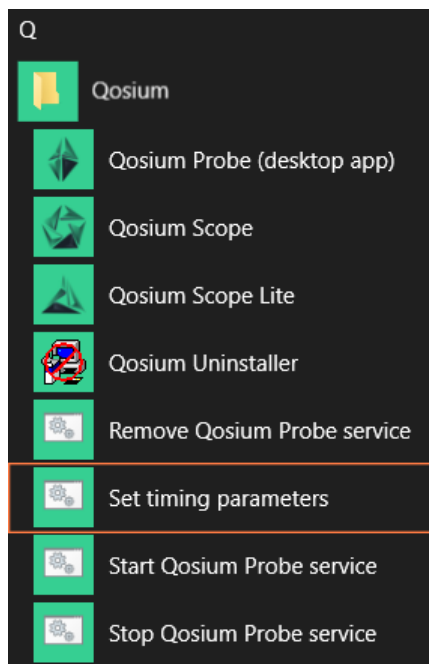 Q
Qosium
Qosium Probe (desktop app)
Qosium Scope
Qosium Scope Lite
Qosium Uninstaller
Remove Qosium Probe service
Set timing parameters
Start Qosium Probe service
Stop Qosium Probe service